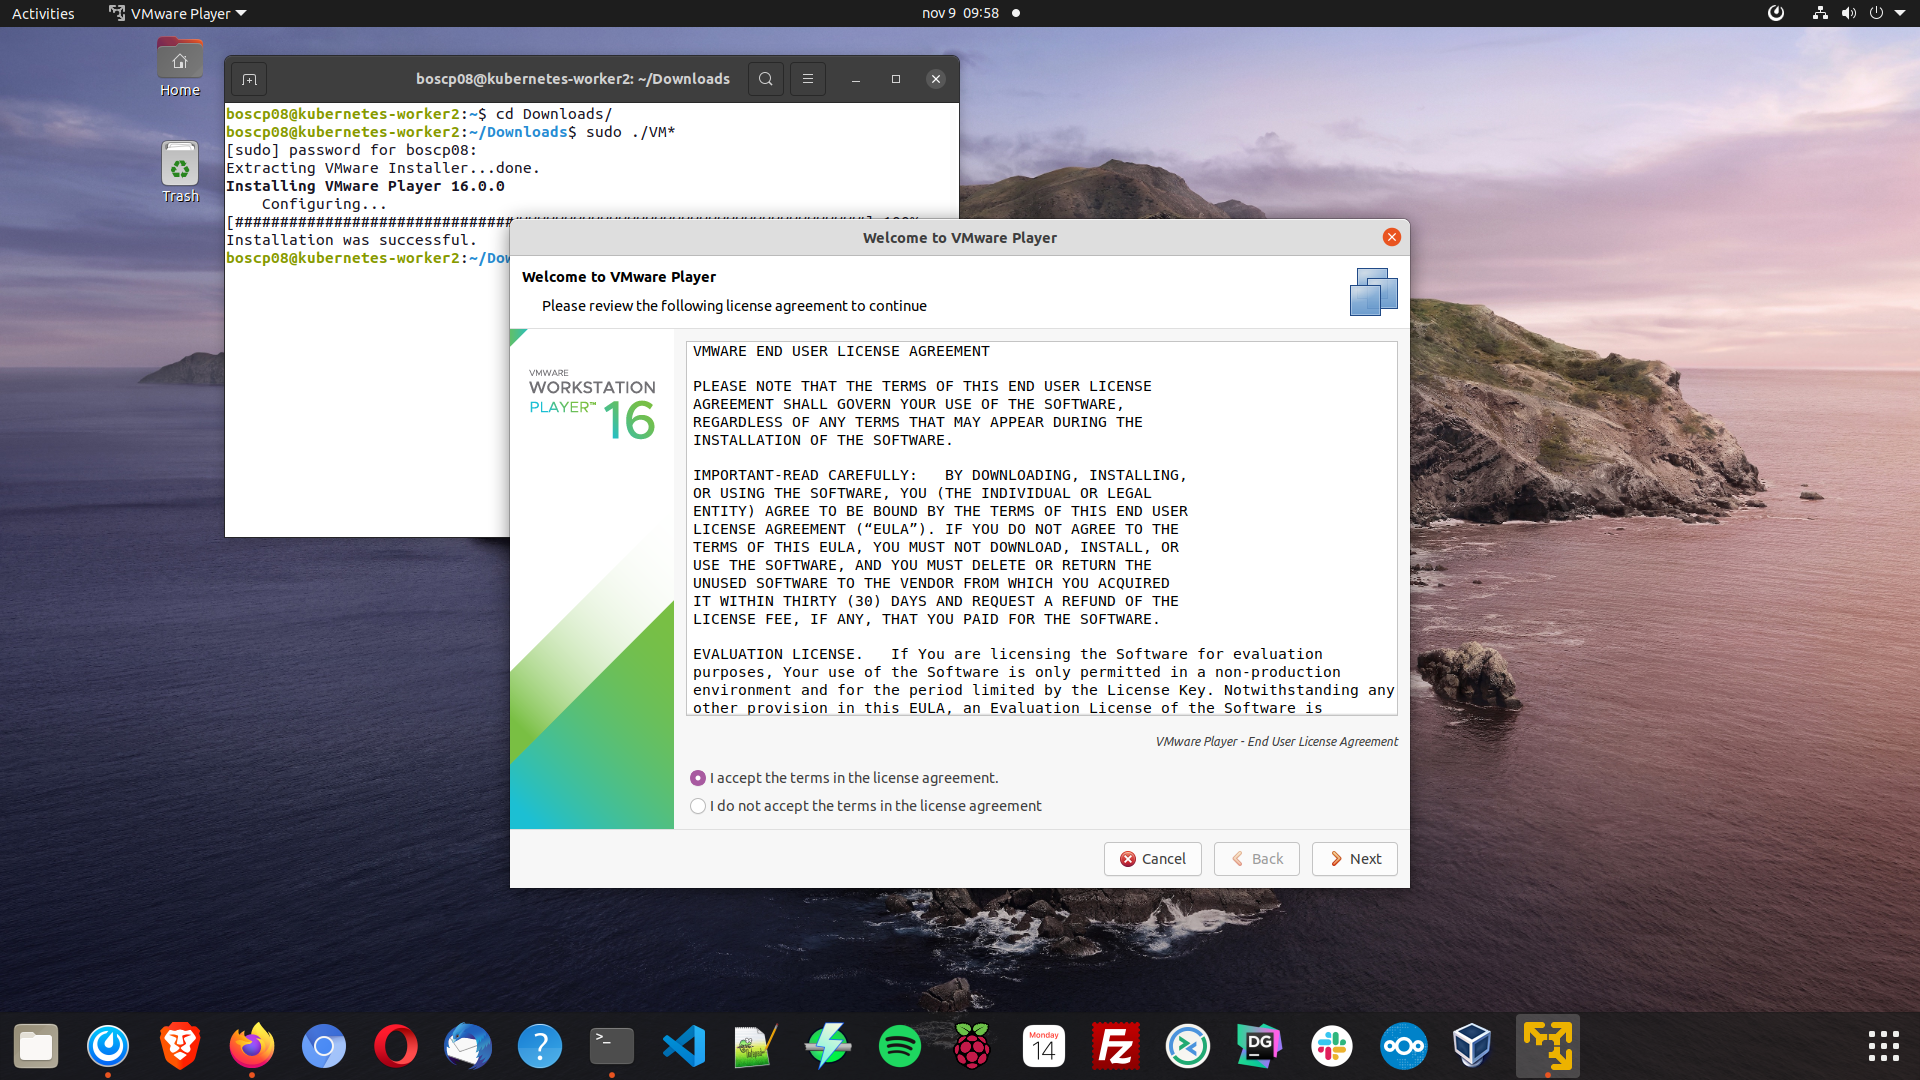 Activities
VMware Player
nov 9 09:58
Home
Trash
boscp08@kubernetes-worker2: ~/Downloads
boscp08@kubernetes-worker2:~$ cd Downloads/
boscp08@kubernetes-worker2:~/Downloads$ sudo ./VM*
[sudo] password for boscp08:
Extracting VMware Installer...done.
Installing VMware Player 16.0.0
Configuring...
[######################################################################] 100%
Installation was successful.
boscp08@kubernetes-worker2:~/Dow
Welcome to VMware Player
Welcome to VMware Player
Please review the following license agreement to continue
VMWARE
WORKSTATION
PLAYER™ 16
VMWARE END USER LICENSE AGREEMENT
PLEASE NOTE THAT THE TERMS OF THIS END USER LICENSE
AGREEMENT SHALL GOVERN YOUR USE OF THE SOFTWARE,
REGARDLESS OF ANY TERMS THAT MAY APPEAR DURING THE
INSTALLATION OF THE SOFTWARE.
IMPORTANT-READ CAREFULLY:   BY DOWNLOADING, INSTALLING,
OR USING THE SOFTWARE, YOU (THE INDIVIDUAL OR LEGAL
ENTITY) AGREE TO BE BOUND BY THE TERMS OF THIS END USER
LICENSE AGREEMENT (“EULA”). IF YOU DO NOT AGREE TO THE
TERMS OF THIS EULA, YOU MUST NOT DOWNLOAD, INSTALL, OR
USE THE SOFTWARE, AND YOU MUST DELETE OR RETURN THE
UNUSED SOFTWARE TO THE VENDOR FROM WHICH YOU ACQUIRED
IT WITHIN THIRTY (30) DAYS AND REQUEST A REFUND OF THE
LICENSE FEE, IF ANY, THAT YOU PAID FOR THE SOFTWARE.
EVALUATION LICENSE.   If You are licensing the Software for evaluation
purposes, Your use of the Software is only permitted in a non-production
environment and for the period limited by the License Key. Notwithstanding any
other provision in this EULA, an Evaluation License of the Software is
VMware Player - End User License Agreement
I accept the terms in the license agreement.
I do not accept the terms in the license agreement
Cancel
Back
Next
>_
?
Monday
14
Fz
DG